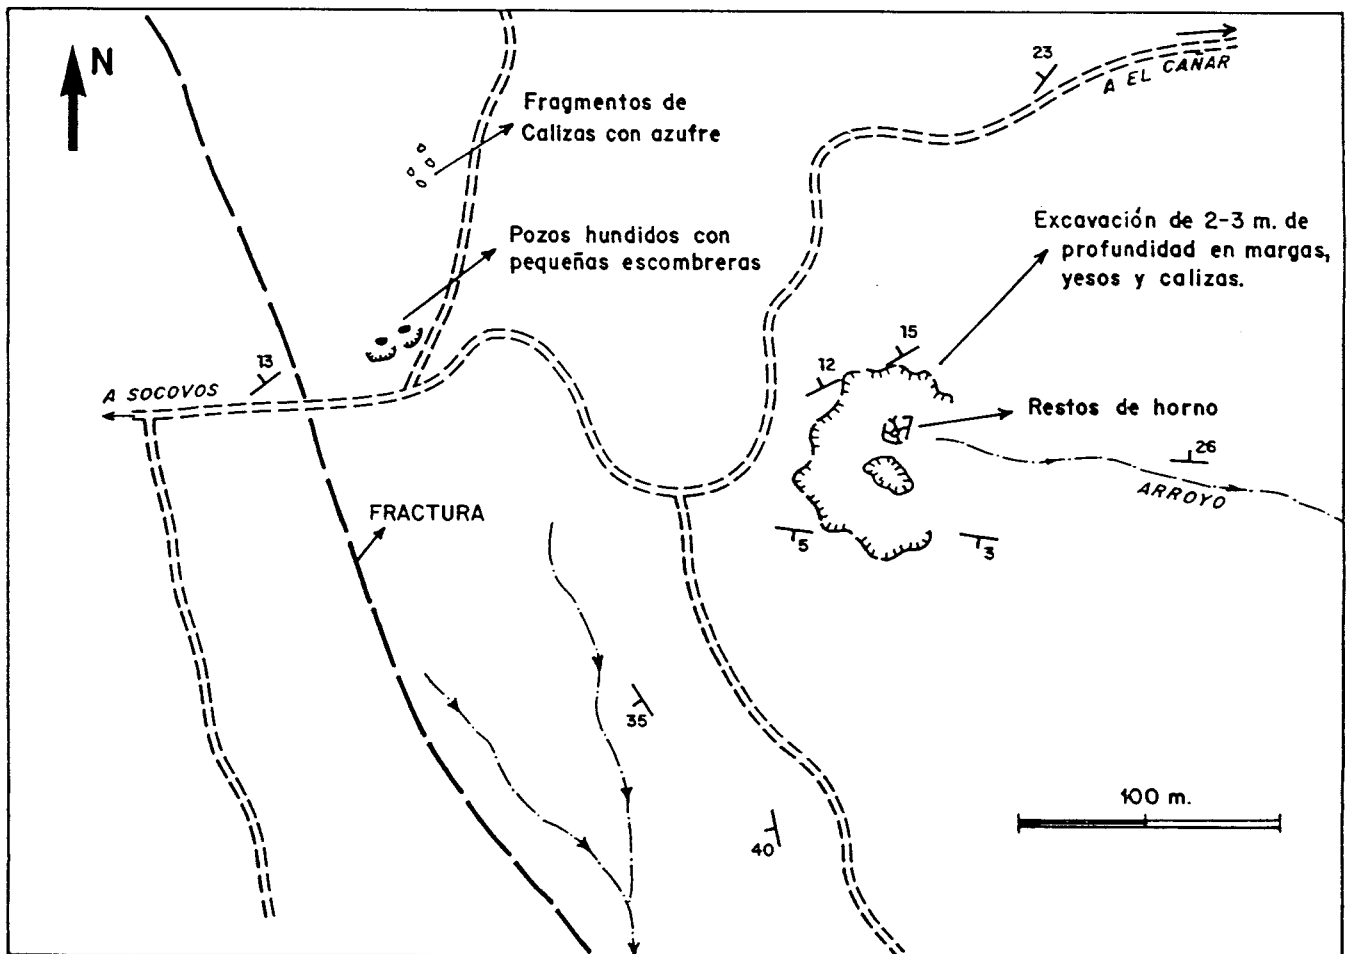 N
23
A EL CAÑAR
Fragmentos de
Calizas con azufre
Excavación de 2-3 m. de
profundidad en margas,
yesos y calizas.
Pozos hundidos con
pequeñas escombreras
15
13
12
A SOCOVOS
Restos de horno
26
ARROYO
FRACTURA
5
3
35
100 m.
40